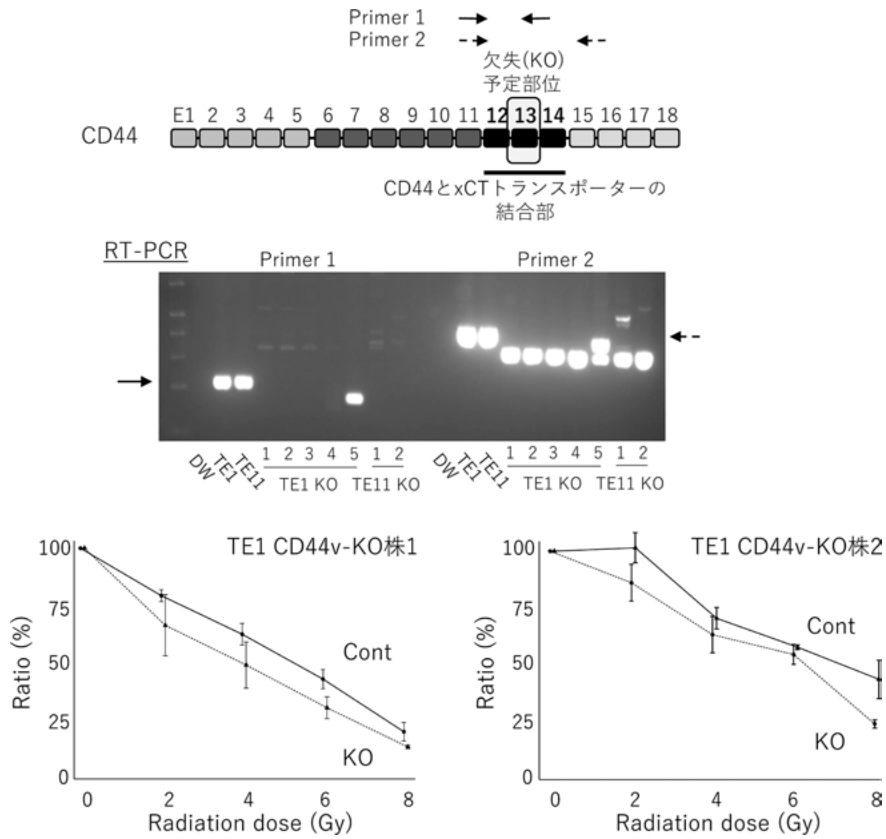 Primer 1
Primer 2
欠失(KO)
予定部位
E1 2 3 4 5 6 7 8 9 10 11 12 13 14 15 16 17 18
CD44
CD44とxCTトランスポーターの
結合部
RT-PCR
Primer 1 Primer 2
DW TE1 TE11 1 2 3 4 5 1 2 DW TE1 TE11 1 2 3 4 5 1 2
TE1 KO TE11 KO TE1 KO TE11 KO
TE1 CD44v-KO株1
Ratio (%)
100
75
50
25
0
Cont
KO
0 2 4 6 8
Radiation dose (Gy)
TE1 CD44v-KO株2
Ratio (%)
100
75
50
25
0
Cont
KO
0 2 4 6 8
Radiation dose (Gy)